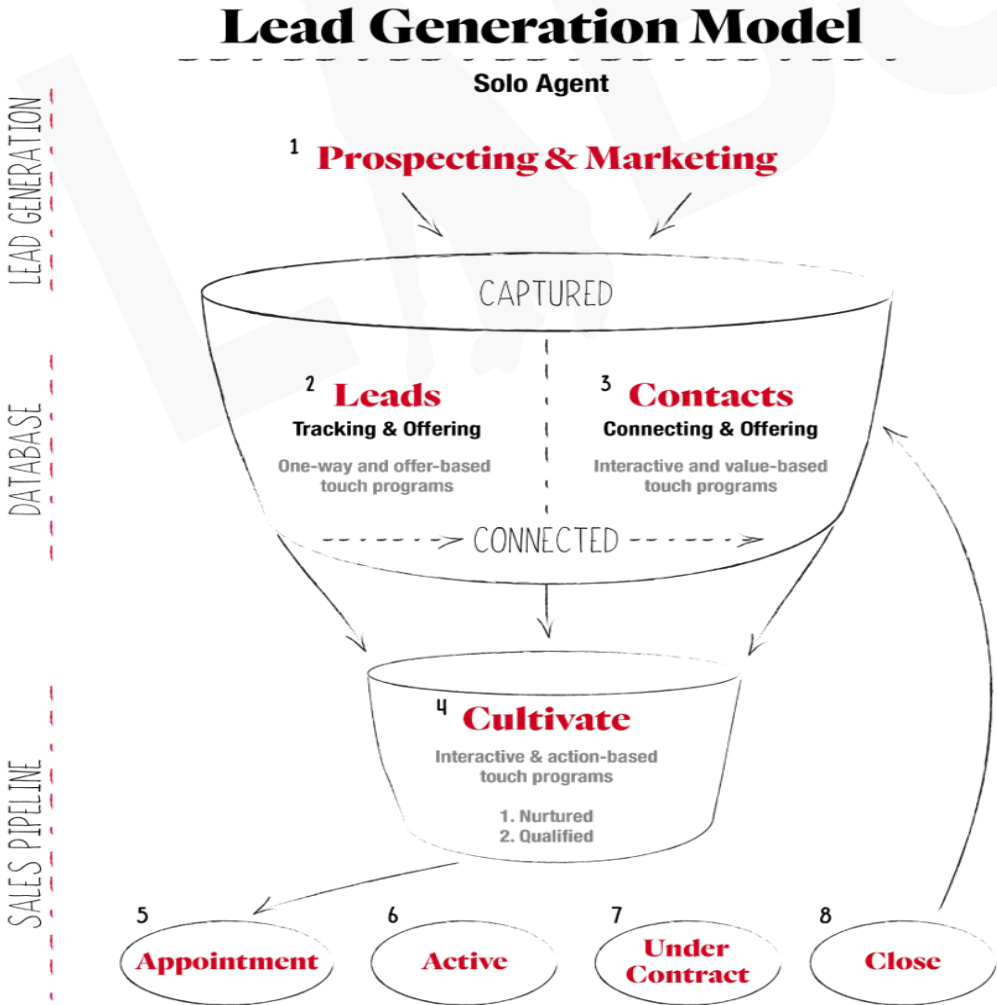 Lead Generation Model
Solo Agent
LEAD GENERATION
1 Prospecting & Marketing
CAPTURED
DATABASE
2 Leads
Tracking & Offering
One-way and offer-based
touch programs
3 Contacts
Connecting & Offering
Interactive and value-based
touch programs
CONNECTED
SALES PIPELINE
4 Cultivate
Interactive & action-based
touch programs
1. Nurtured
2. Qualified
5 Appointment
6 Active
7 Under
Contract
8 Close